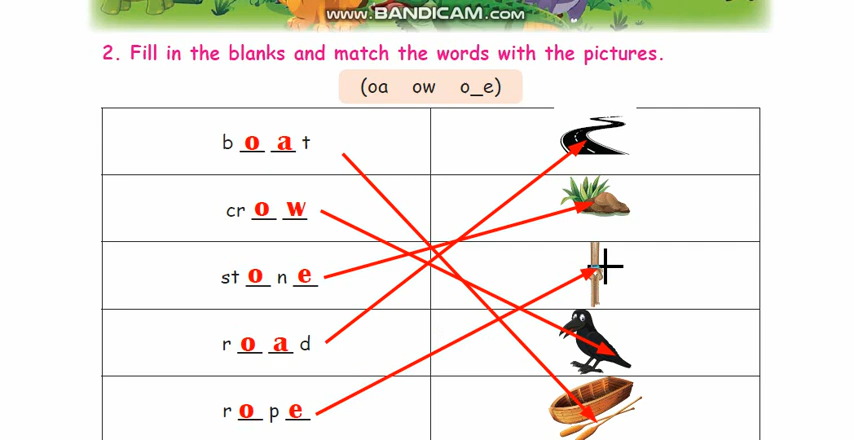 www.BANDICAM.com
2. Fill in the blanks and match the words with the pictures.
(oa ow o_e)
b o a t
cr o w
st o n e
r o a d
r o p e